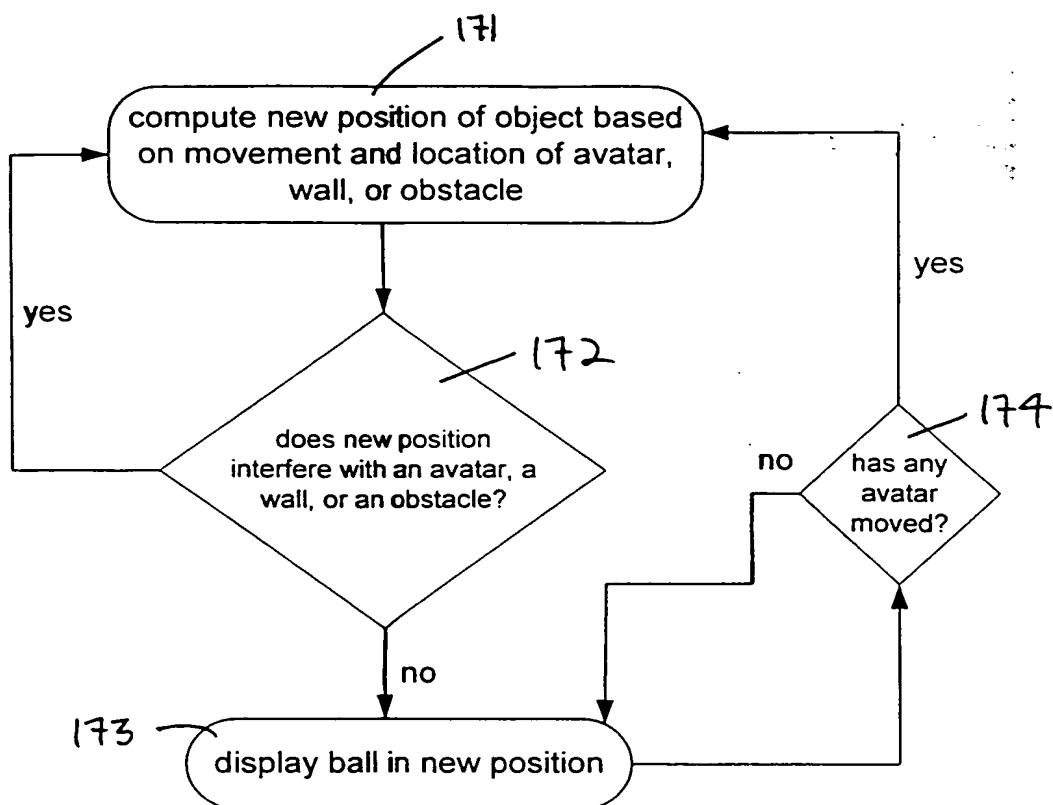 171
compute new position of object based
on movement and location of avatar,
wall, or obstacle
yes
yes
172
does new position
interfere with an avatar, a
wall, or an obstacle?
174
no
has any
avatar
moved?
no
173
display ball in new position